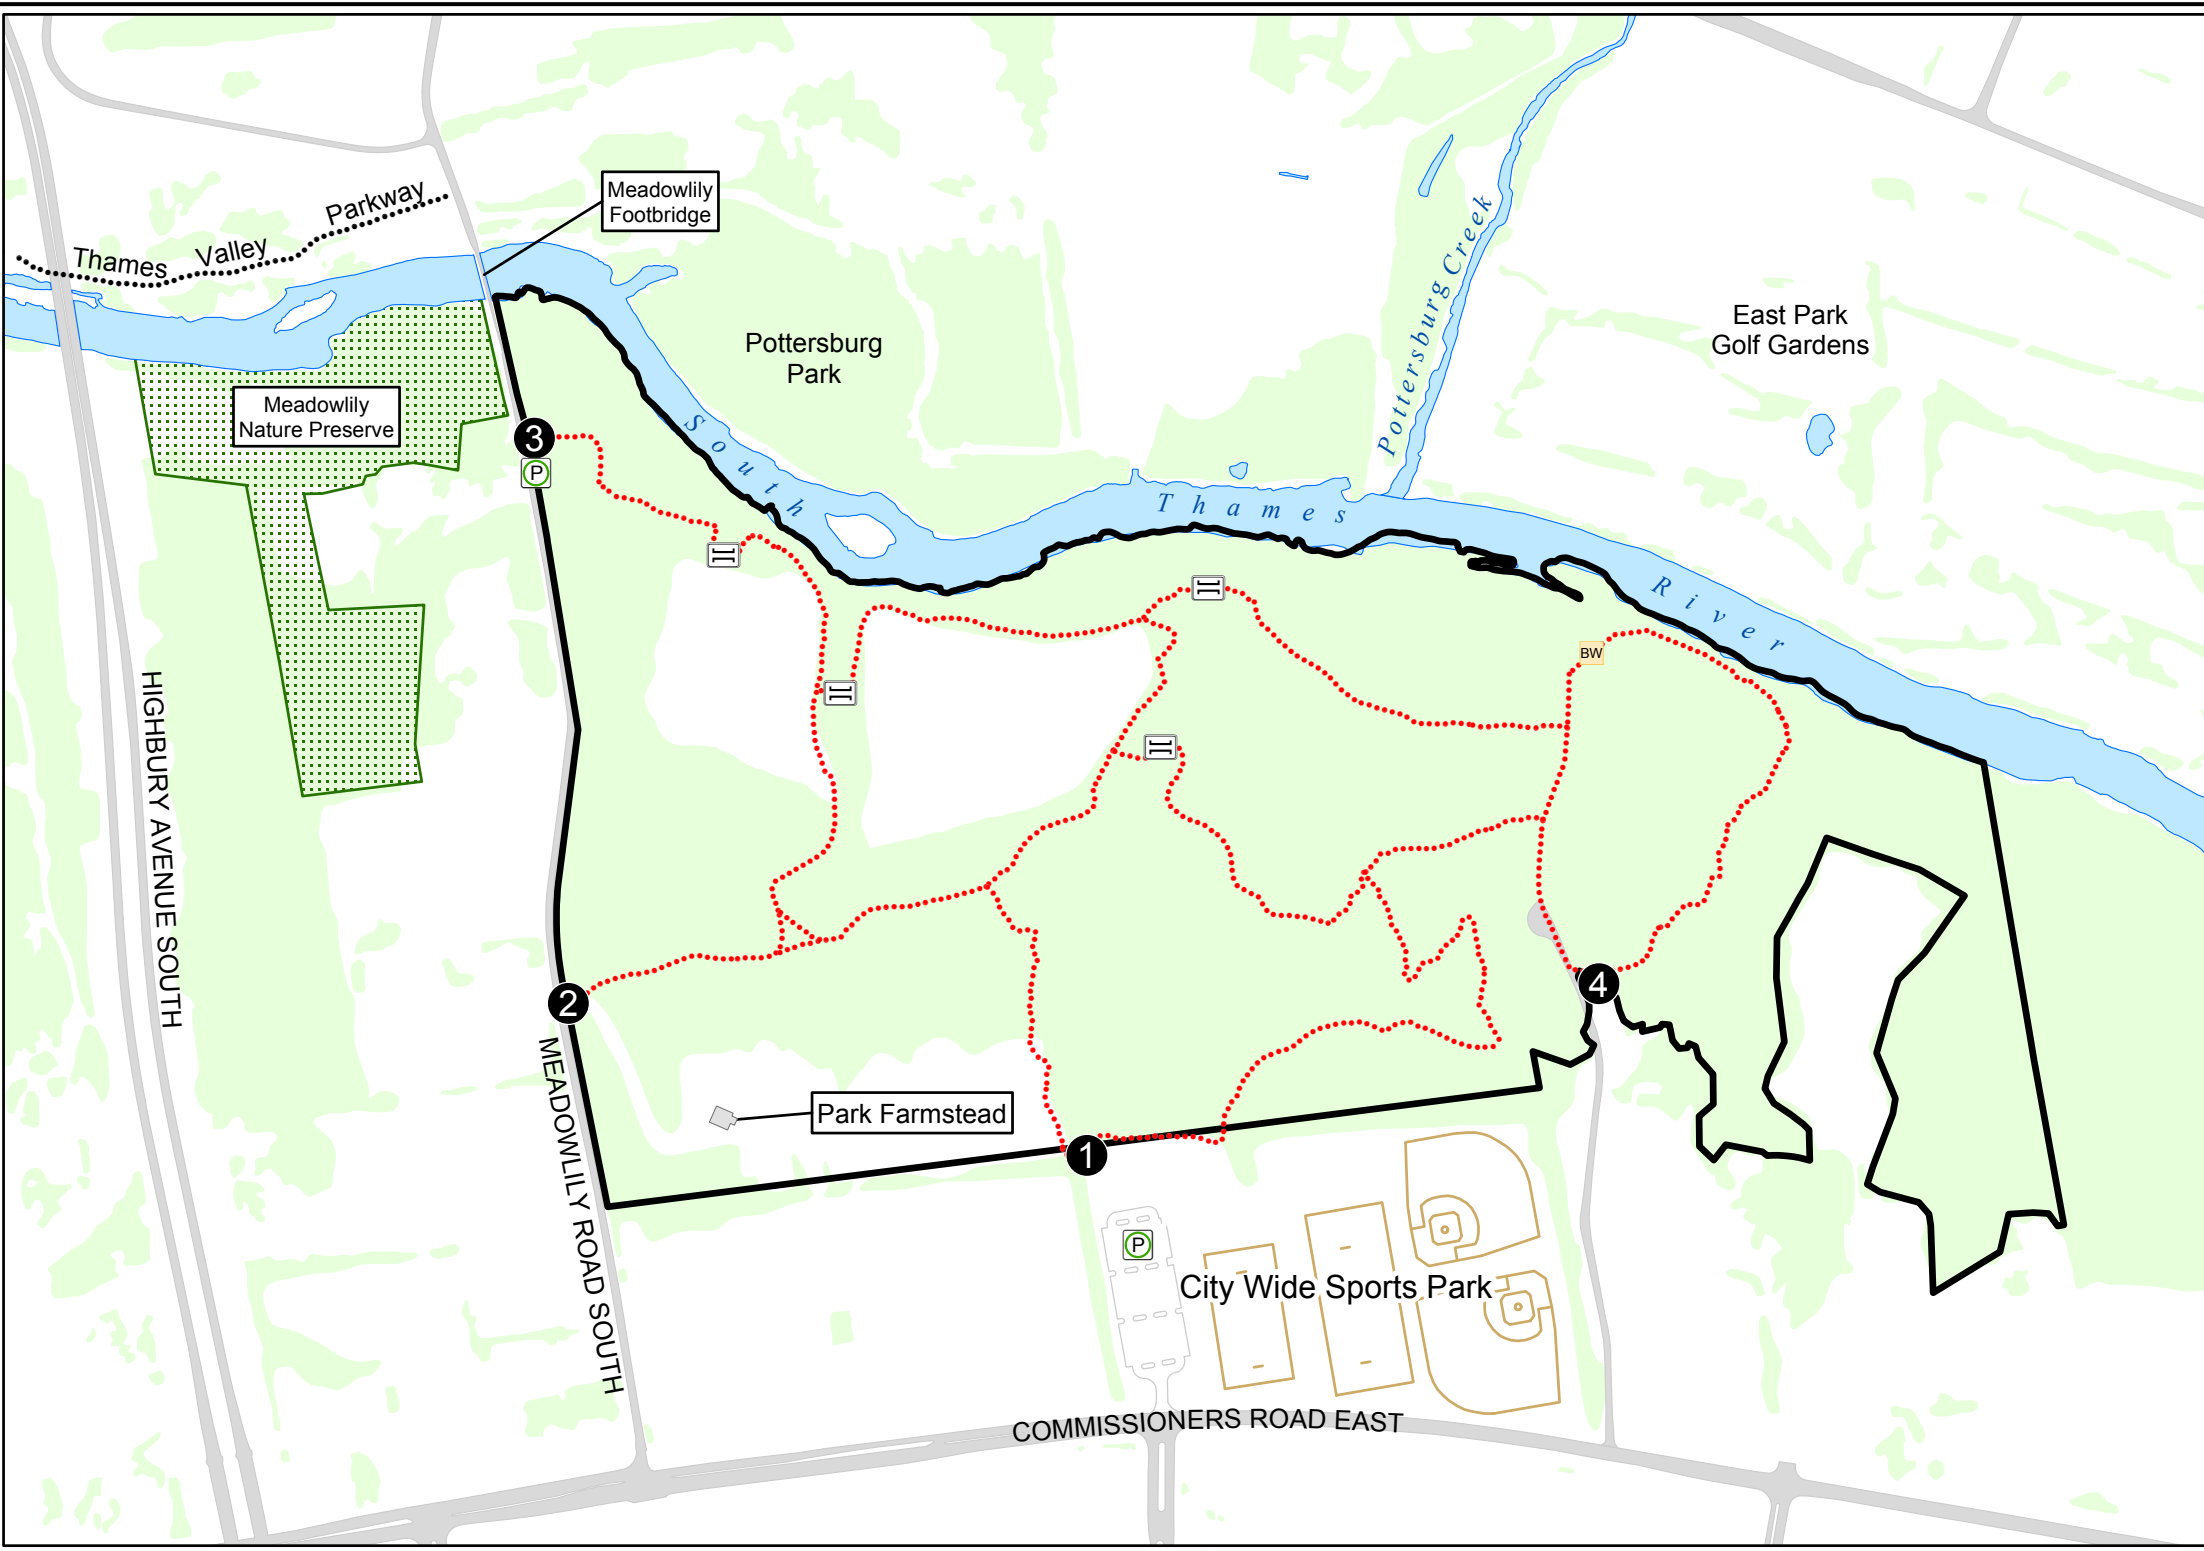 Meadowlily
Footbridge
Thames Valley Parkway
Pottersburg Creek
Pottersburg
Park
East Park
Golf Gardens
Meadowlily
Nature Preserve
3
P
South Thames River
BW
HIGHBURY AVENUE SOUTH
2
4
MEADOWLILY ROAD SOUTH
Park Farmstead
1
P
City Wide Sports Park
COMMISSIONERS ROAD EAST